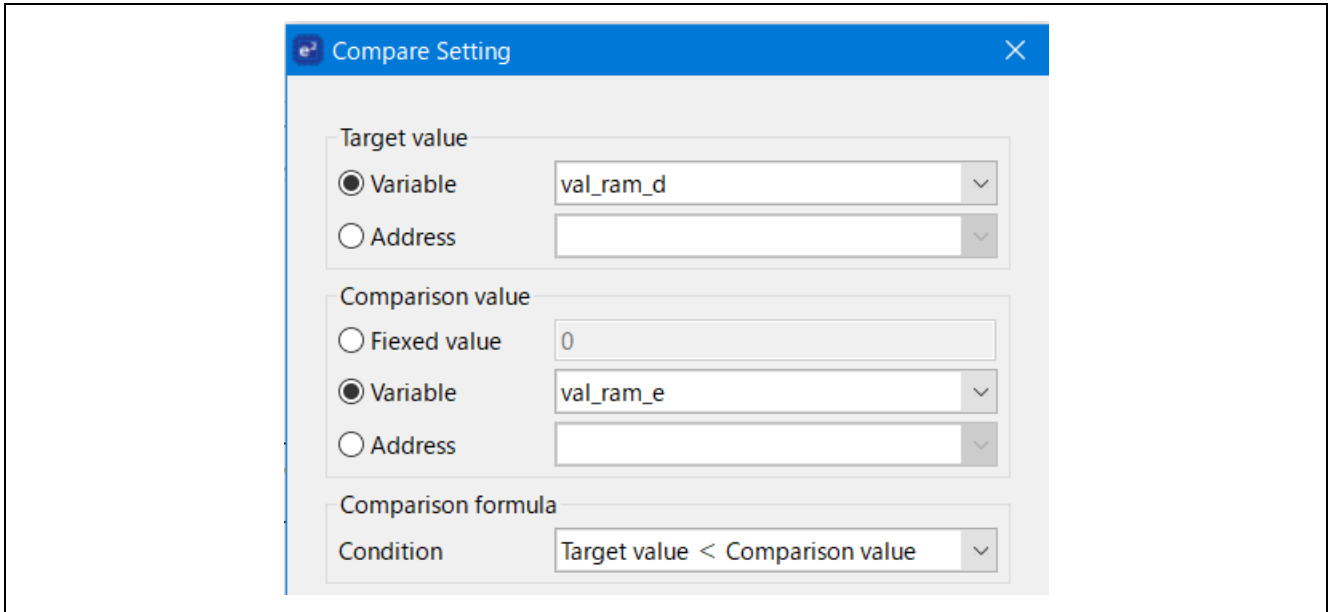 e² Compare Setting
Target value
Variable val_ram_d
Address
Comparison value
Fiexed value 0
Variable val_ram_e
Address
Comparison formula
Condition Target value < Comparison value